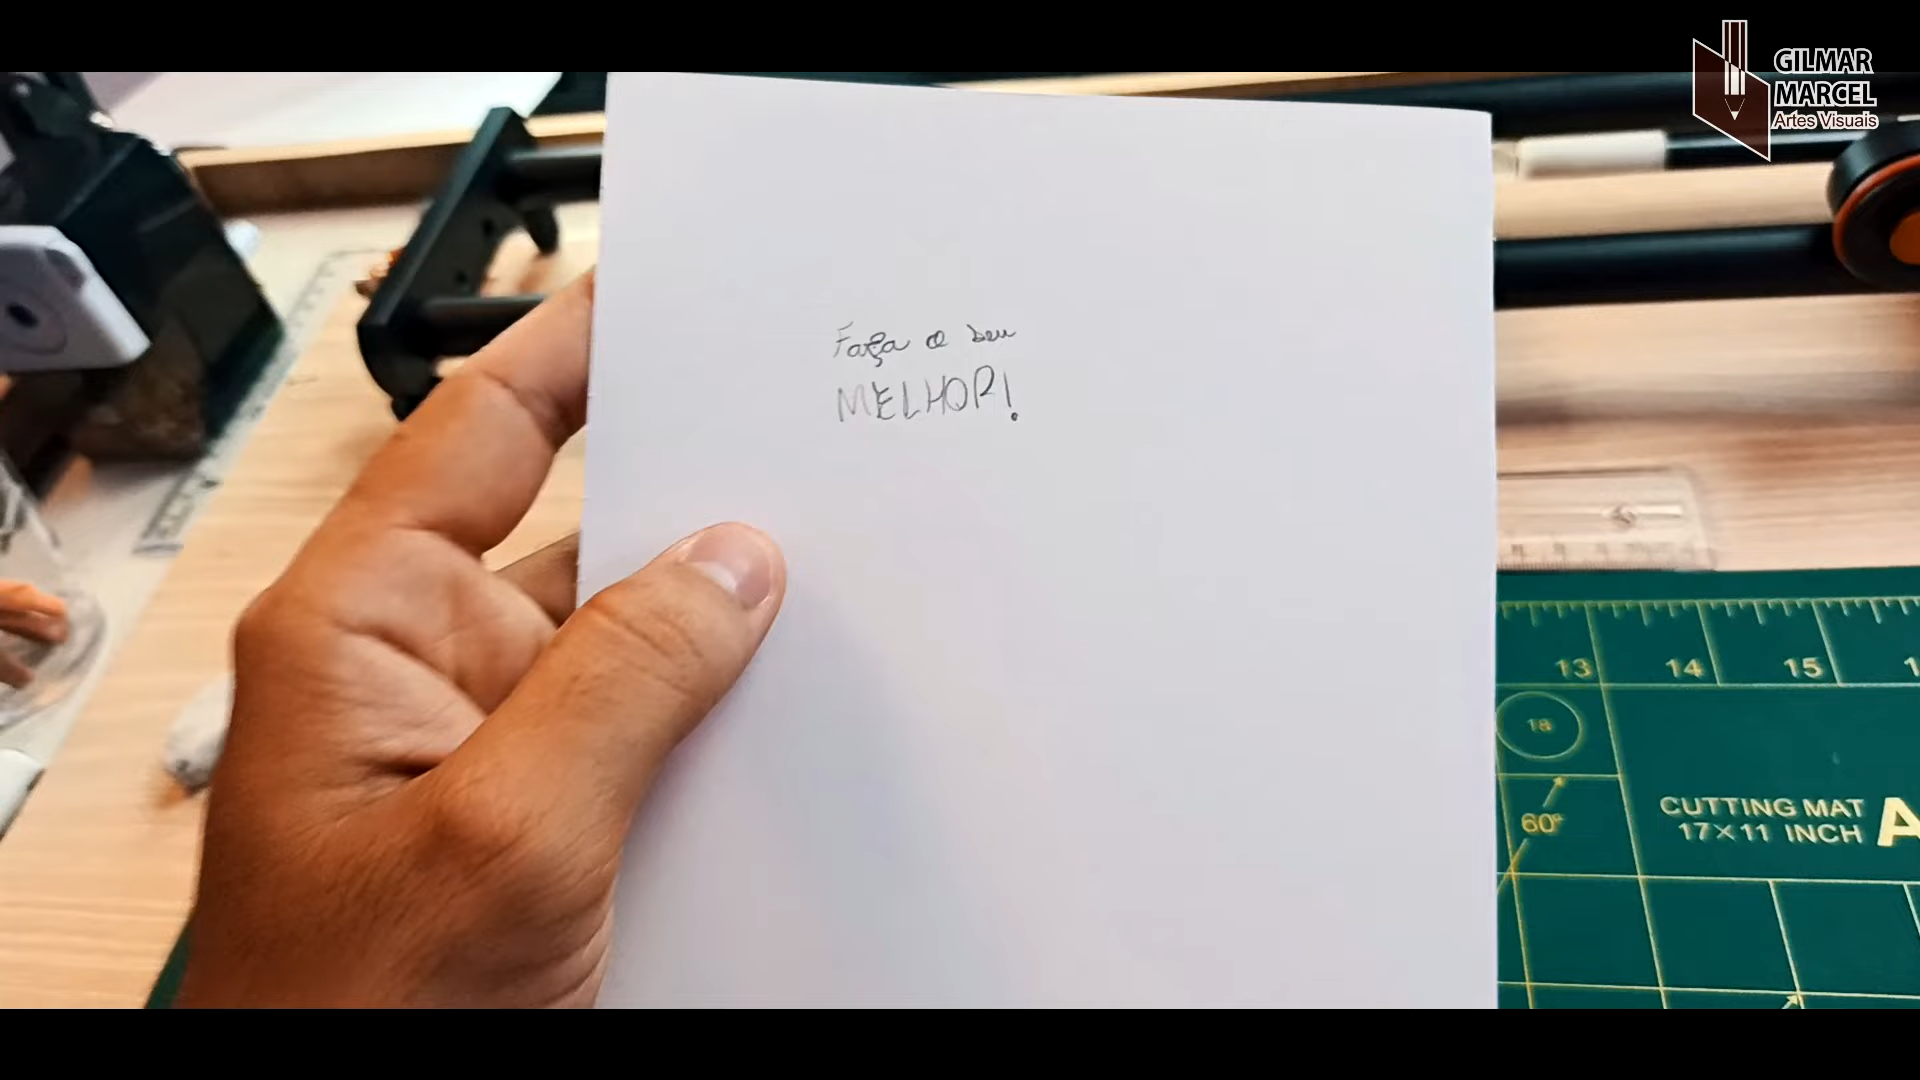 GILMAR
MARCEL
Artes Visuais
Faça o seu
MELHOR!
13 14 15
18
60°
CUTTING MAT
17×11 INCH